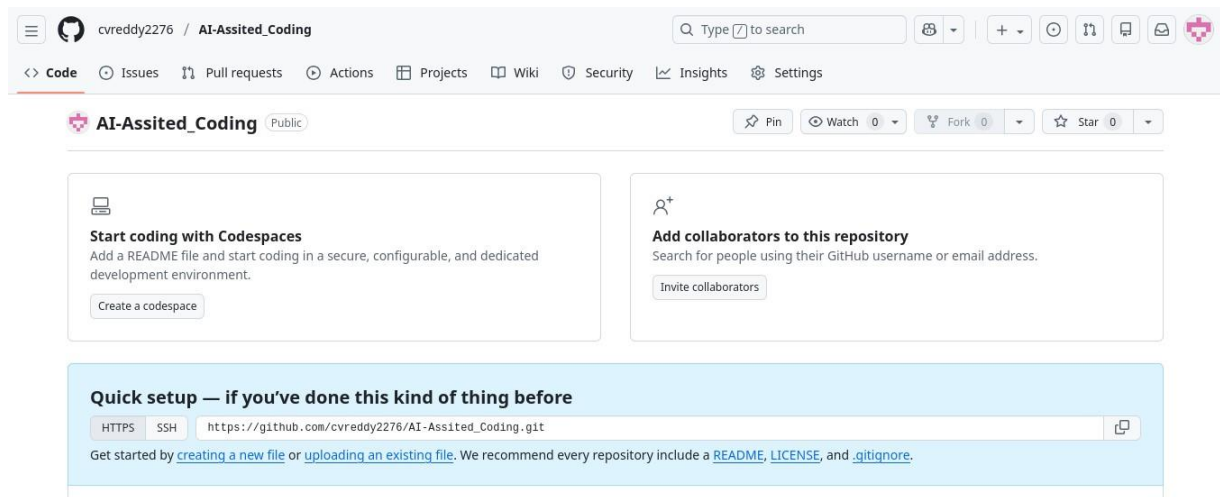 cvreddy2276 / AI-Assited_Coding
Type / to search
Code Issues Pull requests Actions Projects Wiki Security Insights Settings
AI-Assited_Coding Public
Pin Watch 0 Fork 0 Star 0
Start coding with Codespaces
Add a README file and start coding in a secure, configurable, and dedicated
development environment.
Create a codespace
Add collaborators to this repository
Search for people using their GitHub username or email address.
Invite collaborators
Quick setup — if you’ve done this kind of thing before
HTTPS SSH https://github.com/cvreddy2276/AI-Assited_Coding.git
Get started by creating a new file or uploading an existing file. We recommend every repository include a README, LICENSE, and .gitignore.